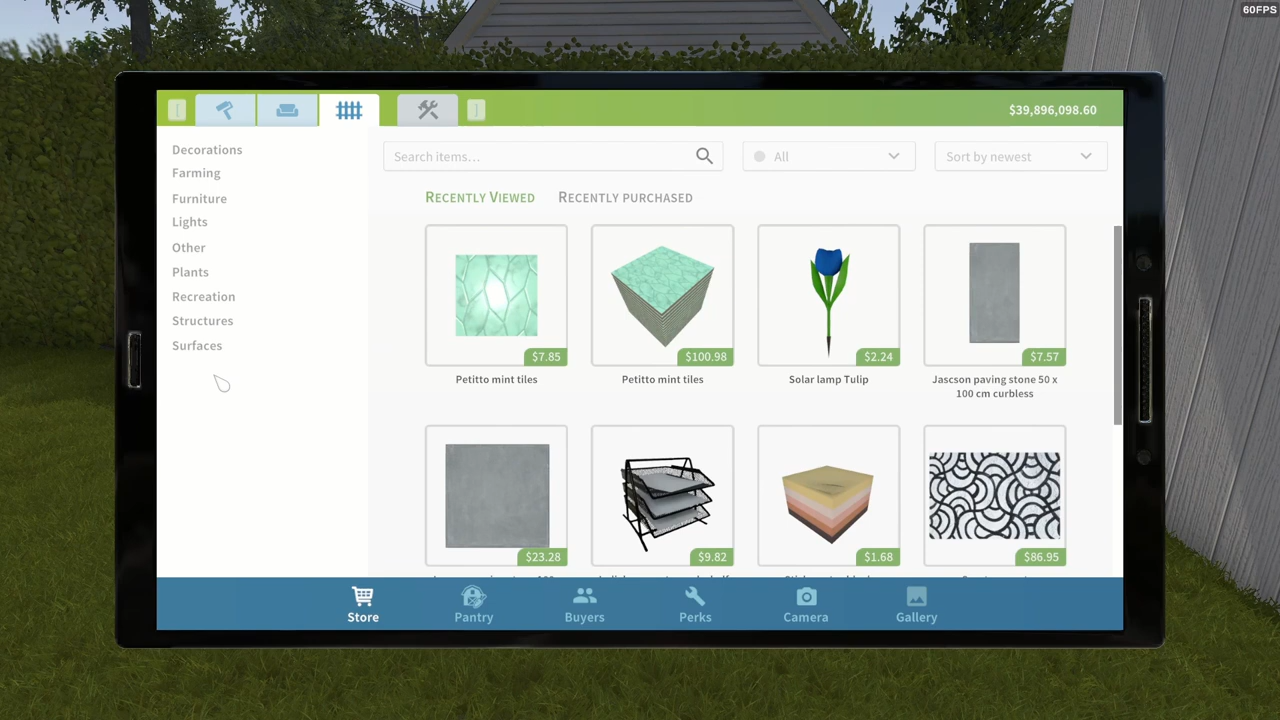 60FPS
$39,896,098.60
Decorations
Farming
Furniture
Lights
Other
Plants
Recreation
Structures
Surfaces
Search items...
All
Sort by newest
RECENTLY VIEWED
RECENTLY PURCHASED
$7.85
Petitto mint tiles
$100.98
Petitto mint tiles
$2.24
Solar lamp Tulip
$7.57
Jascson paving stone 50 x
100 cm curbless
$23.28
$9.82
$1.68
$86.95
Store
Pantry
Buyers
Perks
Camera
Gallery